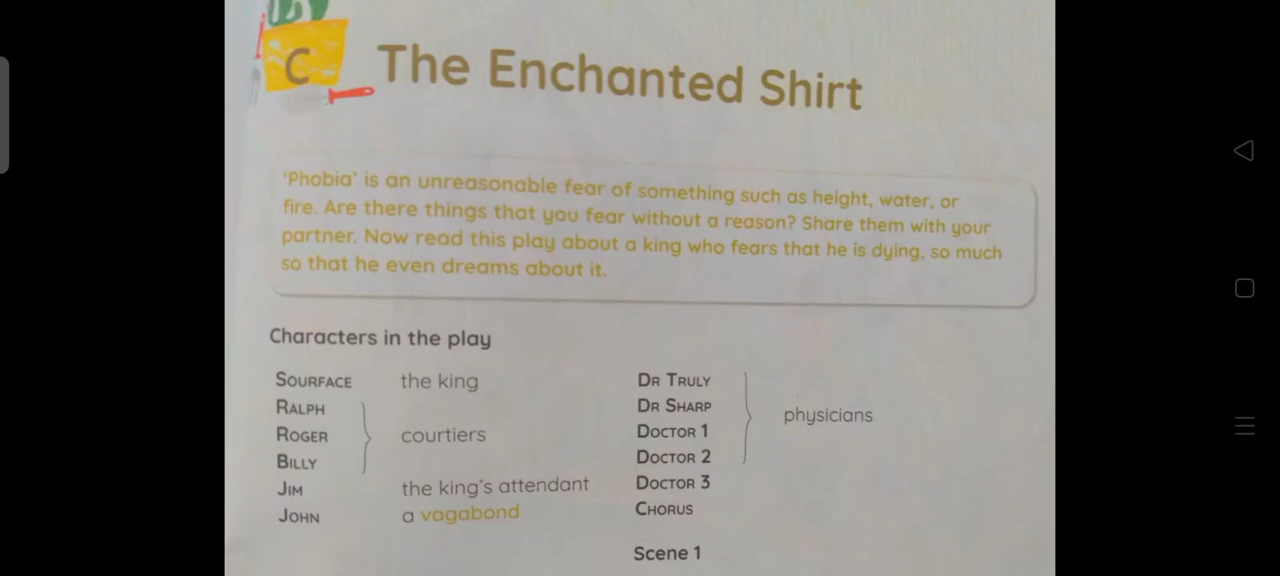 C The Enchanted Shirt
'Phobia' is an unreasonable fear of something such as height, water, or
fire. Are there things that you fear without a reason? Share them with your
partner. Now read this play about a king who fears that he is dying, so much
so that he even dreams about it.
Characters in the play
SOURFACE the king
RALPH
ROGER courtiers
BILLY
JIM the king's attendant
JOHN a vagabond
DR TRULY
DR SHARP
DOCTOR 1
DOCTOR 2
physicians
DOCTOR 3
CHORUS
Scene 1